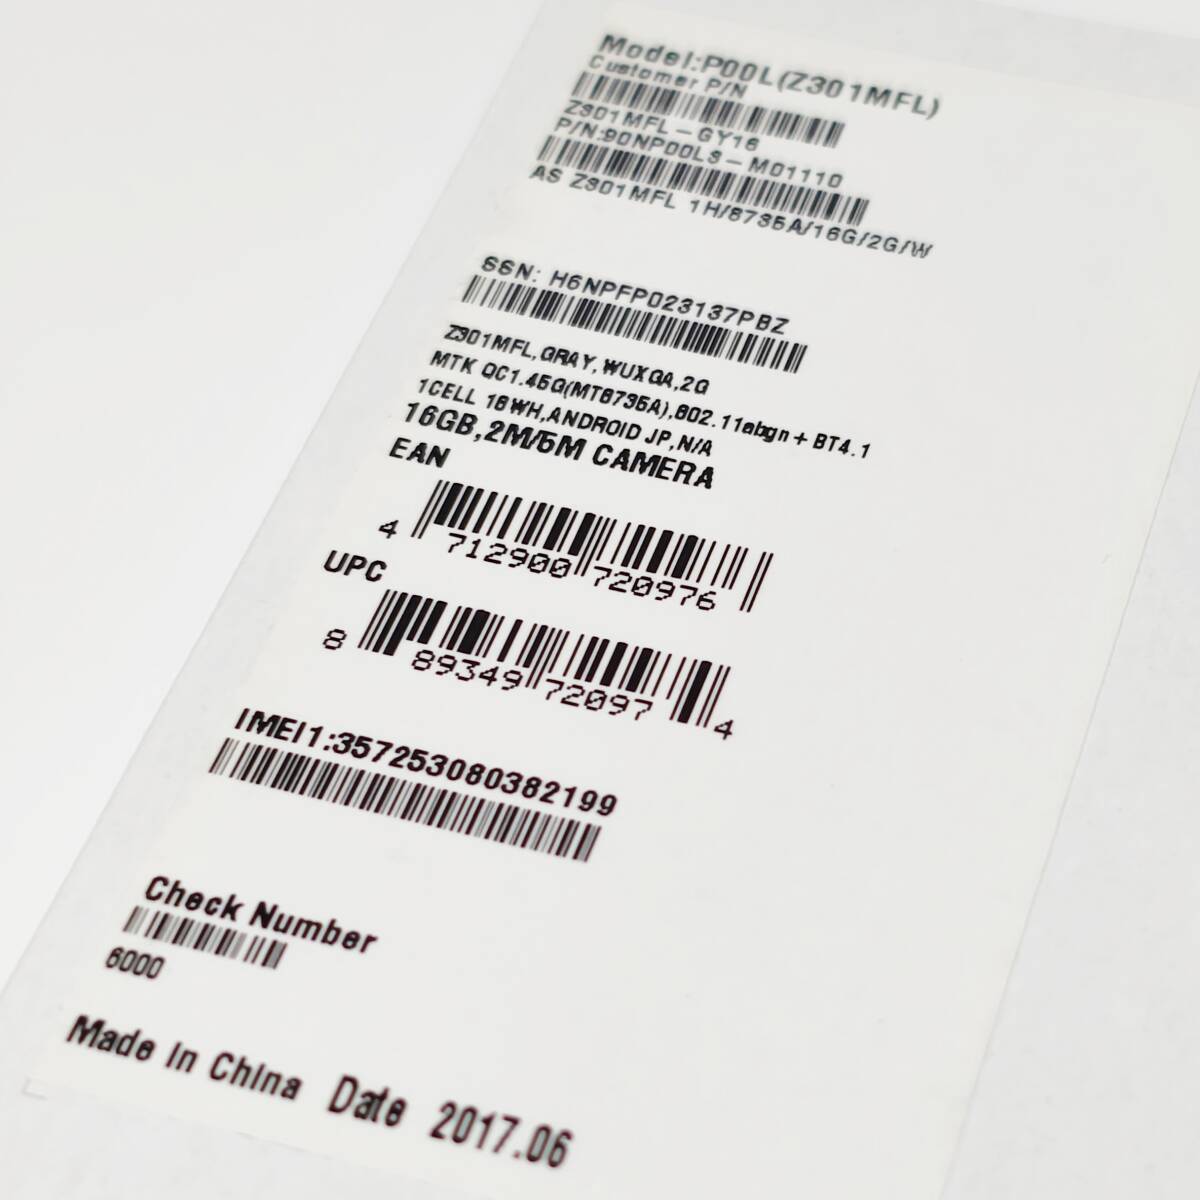 Model:P00L(Z301MFL)
Customer P/N
Z301MFL-GY16
P/N:90NP00L3-M01110
AS Z301MFL 1H/8735A/16G/2G/W
SSN: H6NPFP023137PBZ
Z301MFL,GRAY,WUXGA,2G
MTK QC1.45G(MT8735A),802.11abgn+BT4.1
1CELL 18WH,ANDROID JP,N/A
16GB,2M/5M CAMERA
EAN
4 712900 720976
UPC
8 89349 72097 4
IMEI1:357253080382199
Check Number
6000
Made in China Date 2017.06